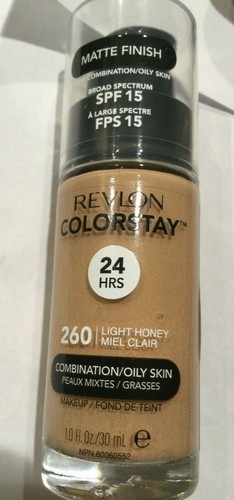 MATTE FINISH
COMBINATION/OILY SKIN
BROAD SPECTRUM
SPF 15
À LARGE SPECTRE
FPS 15
REVLON
COLORSTAY™
24
HRS
260 | LIGHT HONEY
MIEL CLAIR
COMBINATION/OILY SKIN
PEAUX MIXTES / GRASSES
MAKEUP / FOND DE TEINT
1.0 fl.oz/30 mL ℮
NPN 80060552